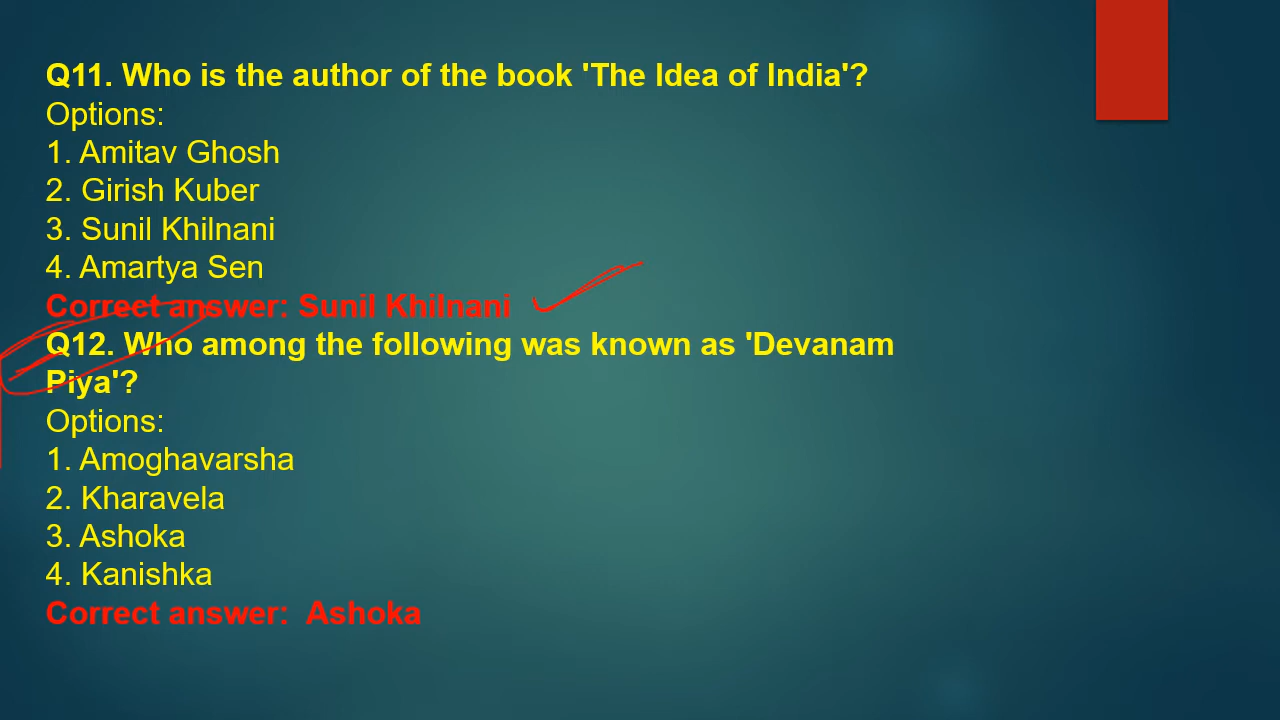 Q11. Who is the author of the book 'The Idea of India'?
Options:
1. Amitav Ghosh
2. Girish Kuber
3. Sunil Khilnani
4. Amartya Sen
Correct answer: Sunil Khilnani
Q12. Who among the following was known as 'Devanam
Piya'?
Options:
1. Amoghavarsha
2. Kharavela
3. Ashoka
4. Kanishka
Correct answer:  Ashoka